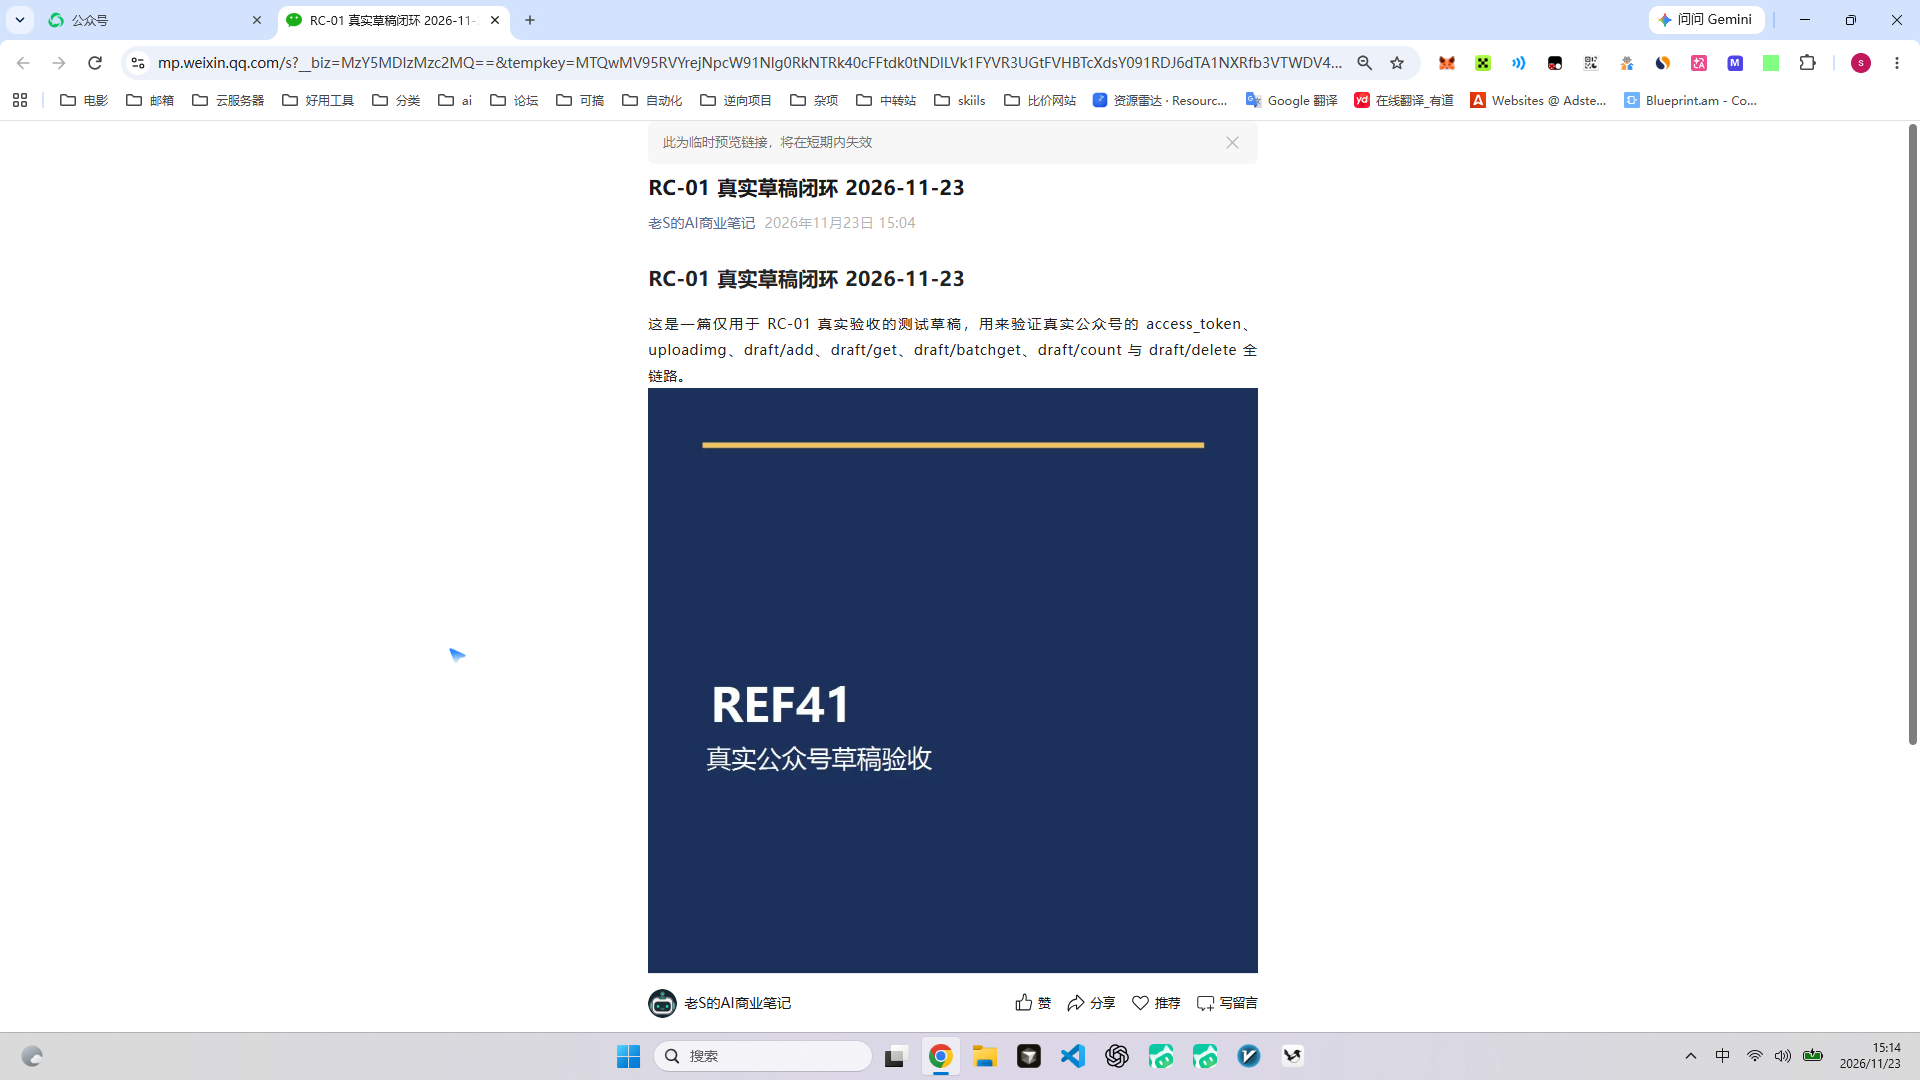 公众号
RC-01 真实草稿闭环 2026-11-
问问 Gemini
mp.weixin.qq.com/s?__biz=MzY5MDIzMzc2MQ==&tempkey=
电影
邮箱
云服务器
好用工具
分类
ai
论坛
可搞
自动化
逆向项目
杂项
中转站
skiils
比价网站
资源雷达 · Resourc...
Google 翻译
在线翻译_有道
Websites @ Adste...
Blueprint.am - Co...
此为临时预览链接，将在短期内失效
RC-01 真实草稿闭环 2026-11-23
老S的AI商业笔记 2026年11月23日 15:04
RC-01 真实草稿闭环 2026-11-23
这是一篇仅用于 RC-01 真实验收的测试草稿，用来验证真实公众号的 access_token、
uploadimg、draft/add、draft/get、draft/batchget、draft/count 与 draft/delete 全
链路。
REF41
真实公众号草稿验收
老S的AI商业笔记
赞
分享
推荐
写留言
搜索
中
15:14
2026/11/23